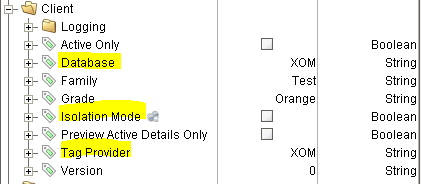 Client
Logging
Active Only Boolean
Database XOM String
Family Test String
Grade Orange String
Isolation Mode Boolean
Preview Active Details Only Boolean
Tag Provider XOM String
Version 0 String